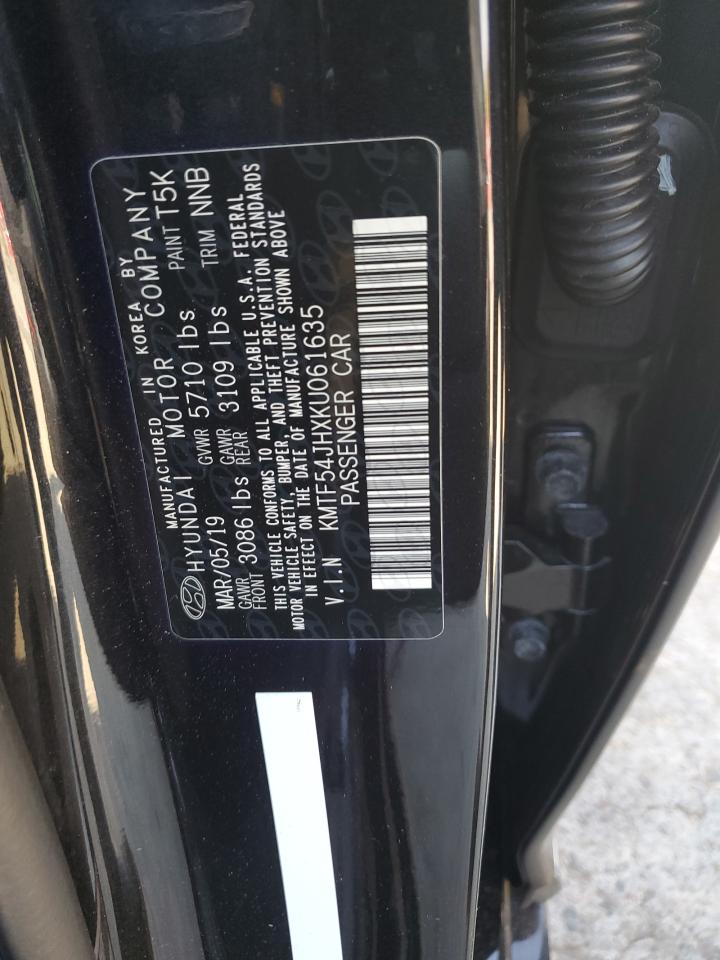 MANUFACTURED IN KOREA BY
HYUNDAI MOTOR COMPANY
MAR/05/19 GVWR 5710 lbs PAINT T5K
GAWR FRONT 3086 lbs GAWR REAR 3109 lbs TRIM NNB
THIS VEHICLE CONFORMS TO ALL APPLICABLE U.S.A. FEDERAL
MOTOR VEHICLE SAFETY, BUMPER, AND THEFT PREVENTION STANDARDS
IN EFFECT ON THE DATE OF MANUFACTURE SHOWN ABOVE
V.I.N KMTF54JHXKU061635
PASSENGER CAR